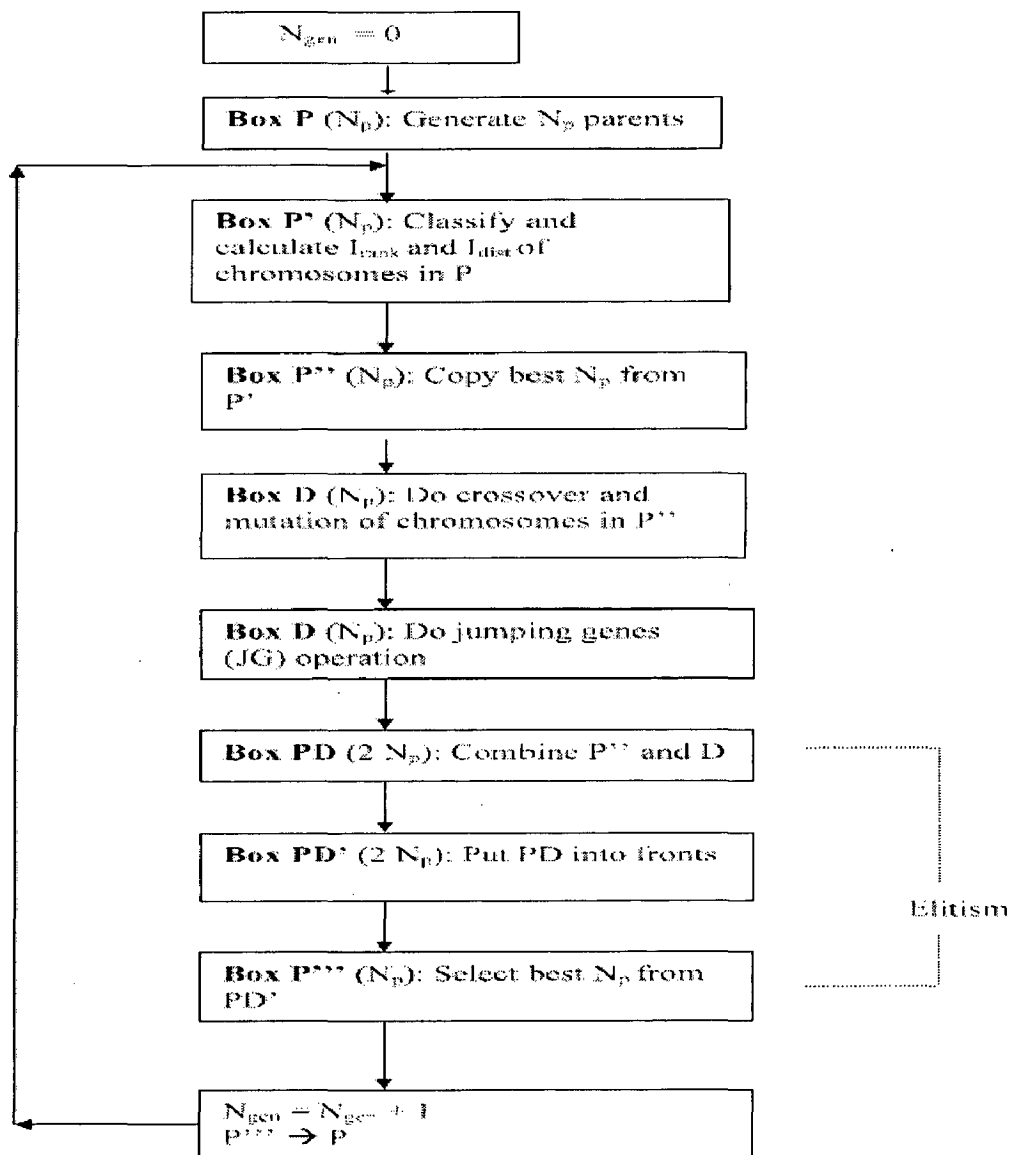 N_gen = 0
Box P (N_p): Generate N_p parents
Box P' (N_p): Classify and
calculate I_rank and I_dist of
chromosomes in P
Box P'' (N_p): Copy best N_p from
P'
Box D (N_p): Do crossover and
mutation of chromosomes in P''
Box D (N_p): Do jumping genes
(JG) operation
Box PD (2 N_p): Combine P'' and D
Box PD' (2 N_p): Put PD into fronts
Elitism
Box P''' (N_p): Select best N_p from
PD'
N_gen = N_gen + 1
P''' → P